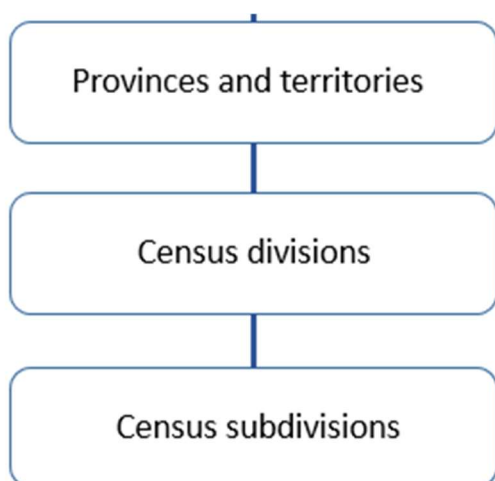 Provinces and territories
Census divisions
Census subdivisions